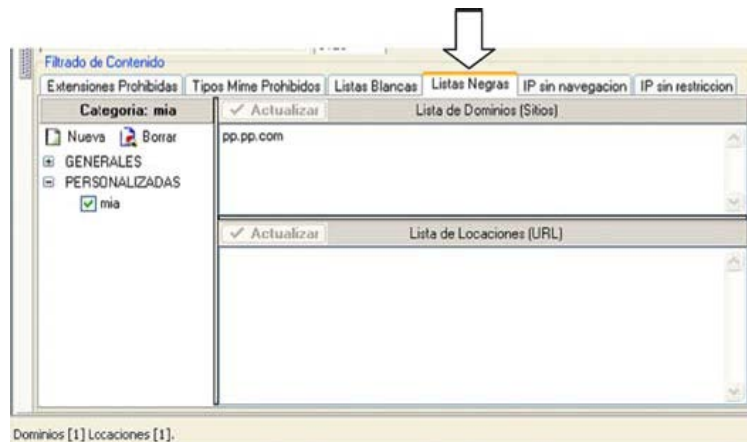 Filtrado de Contenido
Extensiones Prohibidas Tipos Mime Prohibidos Listas Blancas Listas Negras IP sin navegacion IP sin restriccion
Categoria: mia
Actualizar Lista de Dominios (Sitios)
Nueva Borrar
pp.pp.com
GENERALES
PERSONALIZADAS
mia
Actualizar Lista de Locaciones (URL)
Dominios [1] Locaciones [1].